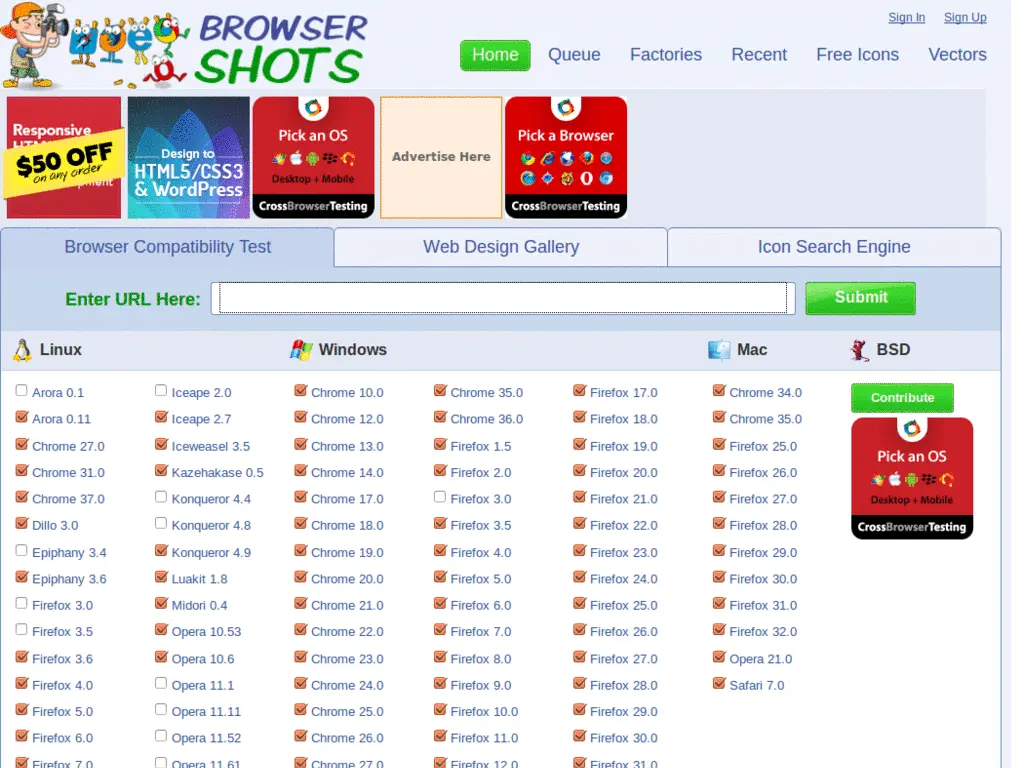 Sign In Sign Up
BROWSER
SHOTS
Home Queue Factories Recent Free Icons Vectors
Responsive
$50 OFF
on any order
Design to
HTML5/CSS3
& WordPress
Pick an OS
Desktop + Mobile
CrossBrowserTesting
Advertise Here
Pick a Browser
CrossBrowserTesting
Browser Compatibility Test Web Design Gallery Icon Search Engine
Enter URL Here: Submit
Linux Windows Mac BSD
Arora 0.1 Iceape 2.0 Chrome 10.0 Chrome 35.0 Firefox 17.0 Chrome 34.0 Contribute
Arora 0.11 Iceape 2.7 Chrome 12.0 Chrome 36.0 Firefox 18.0 Chrome 35.0
Chrome 27.0 Iceweasel 3.5 Chrome 13.0 Firefox 1.5 Firefox 19.0 Firefox 25.0
Pick an OS
Chrome 31.0 Kazehakase 0.5 Chrome 14.0 Firefox 2.0 Firefox 20.0 Firefox 26.0
Chrome 37.0 Konqueror 4.4 Chrome 17.0 Firefox 3.0 Firefox 21.0 Firefox 27.0 Desktop + Mobile
Dillo 3.0 Konqueror 4.8 Chrome 18.0 Firefox 3.5 Firefox 22.0 Firefox 28.0 CrossBrowserTesting
Epiphany 3.4 Konqueror 4.9 Chrome 19.0 Firefox 4.0 Firefox 23.0 Firefox 29.0
Epiphany 3.6 Luakit 1.8 Chrome 20.0 Firefox 5.0 Firefox 24.0 Firefox 30.0
Firefox 3.0 Midori 0.4 Chrome 21.0 Firefox 6.0 Firefox 25.0 Firefox 31.0
Firefox 3.5 Opera 10.53 Chrome 22.0 Firefox 7.0 Firefox 26.0 Firefox 32.0
Firefox 3.6 Opera 10.6 Chrome 23.0 Firefox 8.0 Firefox 27.0 Opera 21.0
Firefox 4.0 Opera 11.1 Chrome 24.0 Firefox 9.0 Firefox 28.0 Safari 7.0
Firefox 5.0 Opera 11.11 Chrome 25.0 Firefox 10.0 Firefox 29.0
Firefox 6.0 Opera 11.52 Chrome 26.0 Firefox 11.0 Firefox 30.0
Firefox 7.0 Opera 11.61 Chrome 27.0 Firefox 12.0 Firefox 31.0